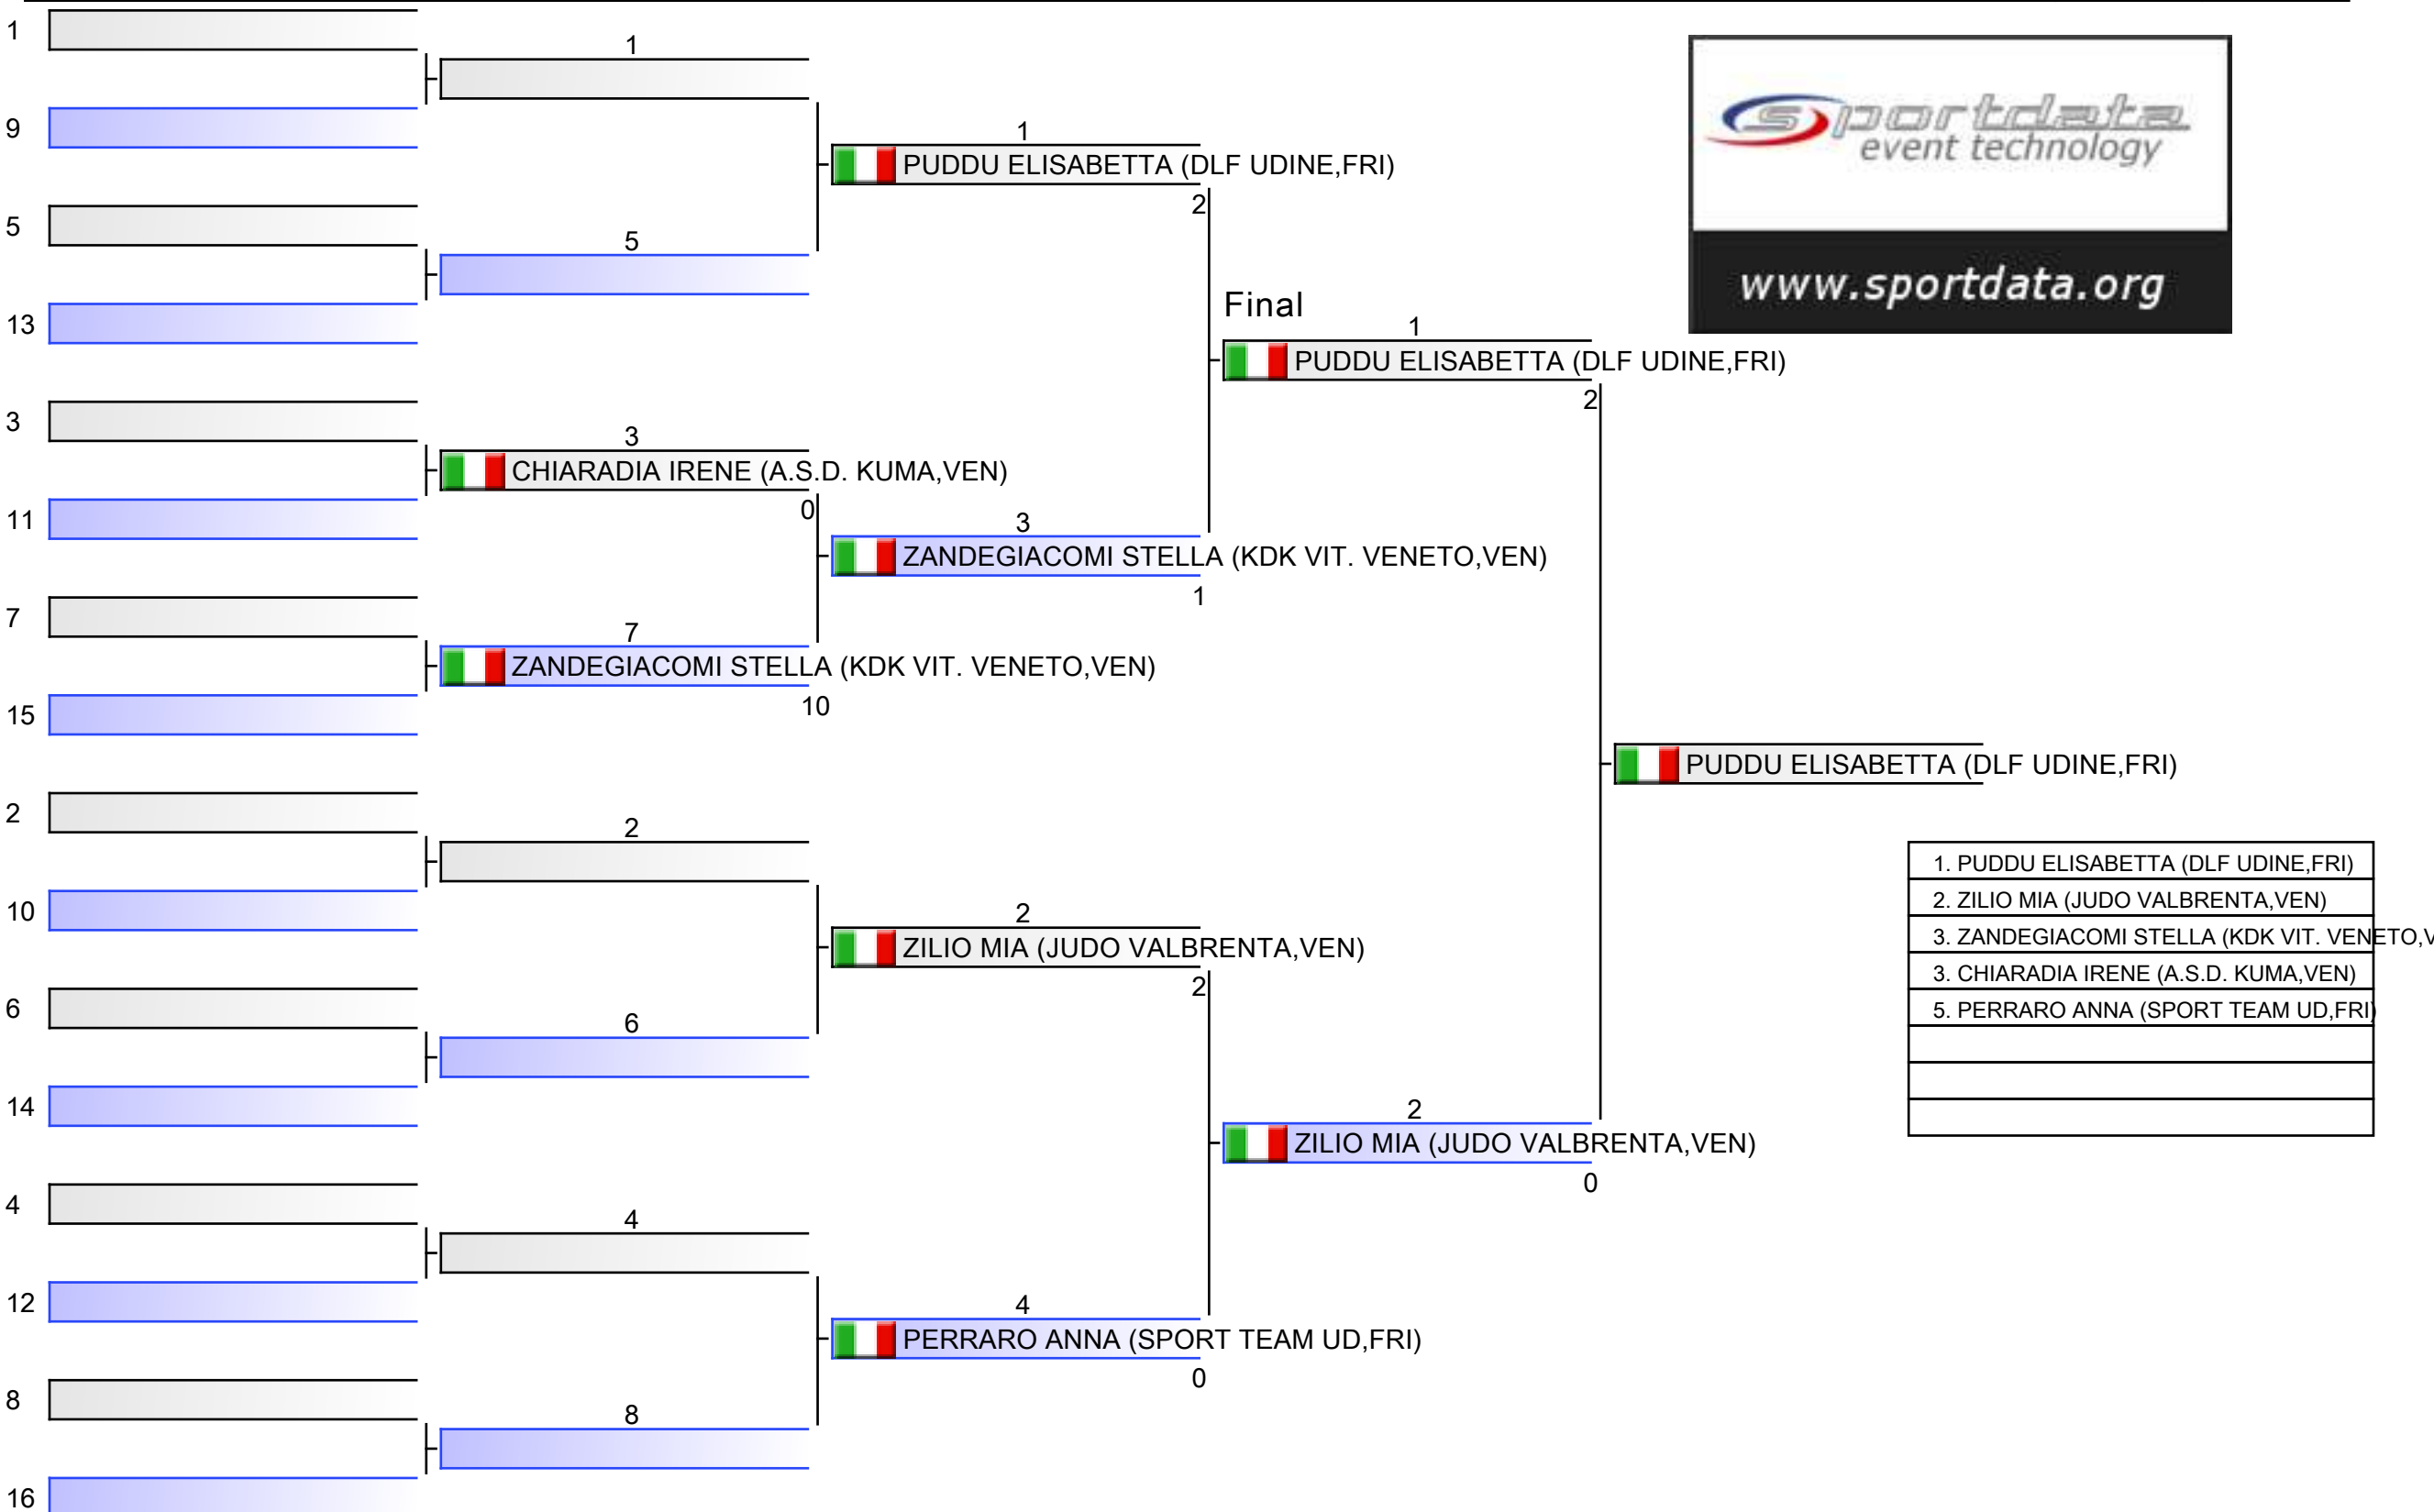 1
1
9
1
PUDDU ELISABETTA (DLF UDINE,FRI)
2
5
5
13
sportdata
event technology
www.sportdata.org
Final
1
PUDDU ELISABETTA (DLF UDINE,FRI)
2
3
3
CHIARADIA IRENE (A.S.D. KUMA,VEN)
0
11
3
ZANDEGIACOMI STELLA (KDK VIT. VENETO,VEN)
1
7
7
ZANDEGIACOMI STELLA (KDK VIT. VENETO,VEN)
10
15
PUDDU ELISABETTA (DLF UDINE,FRI)
2
2
10
2
ZILIO MIA (JUDO VALBRENTA,VEN)
2
6
6
14
2
ZILIO MIA (JUDO VALBRENTA,VEN)
0
4
4
12
4
PERRARO ANNA (SPORT TEAM UD,FRI)
0
8
8
16
1. PUDDU ELISABETTA (DLF UDINE,FRI)
2. ZILIO MIA (JUDO VALBRENTA,VEN)
3. ZANDEGIACOMI STELLA (KDK VIT. VENETO,V
3. CHIARADIA IRENE (A.S.D. KUMA,VEN)
5. PERRARO ANNA (SPORT TEAM UD,FRI)